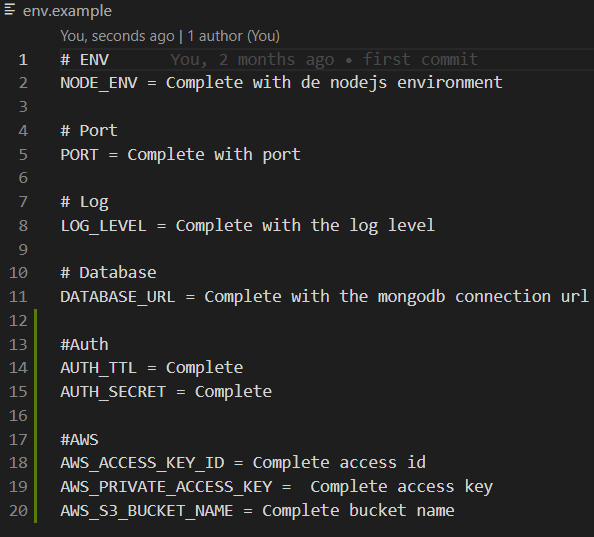 env.example
You, seconds ago | 1 author (You)
1 # ENV You, 2 months ago • first commit
2 NODE_ENV = Complete with de nodejs environment
3
4 # Port
5 PORT = Complete with port
6
7 # Log
8 LOG_LEVEL = Complete with the log level
9
10 # Database
11 DATABASE_URL = Complete with the mongodb connection url
12
13 #Auth
14 AUTH_TTL = Complete
15 AUTH_SECRET = Complete
16
17 #AWS
18 AWS_ACCESS_KEY_ID = Complete access id
19 AWS_PRIVATE_ACCESS_KEY =  Complete access key
20 AWS_S3_BUCKET_NAME = Complete bucket name